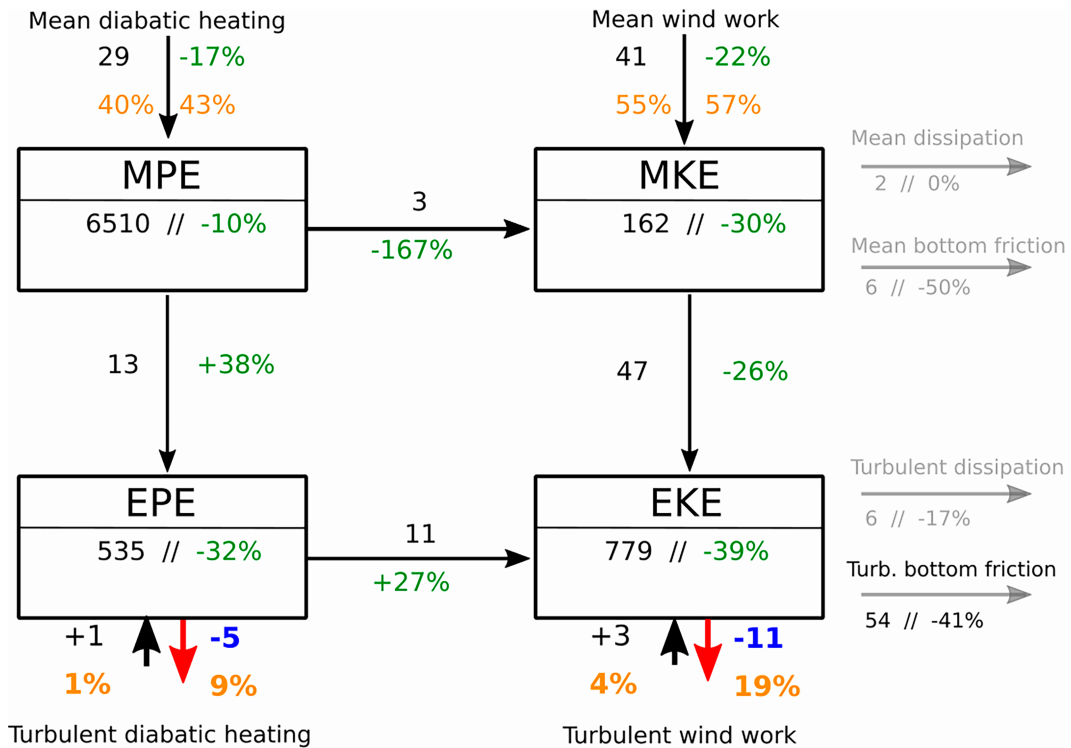 Mean diabatic heating
Mean wind work
29 -17%
41 -22%
40% 43%
55% 57%
Mean dissipation
2 // 0%
MPE
MKE
3
6510 // -10%
162 // -30%
-167%
Mean bottom friction
6 // -50%
13 +38%
47 -26%
Turbulent dissipation
6 // -17%
EPE
EKE
11
535 // -32%
779 // -39%
+27%
Turb. bottom friction
54 // -41%
+1 -5
+3 -11
1% 9%
4% 19%
Turbulent diabatic heating
Turbulent wind work